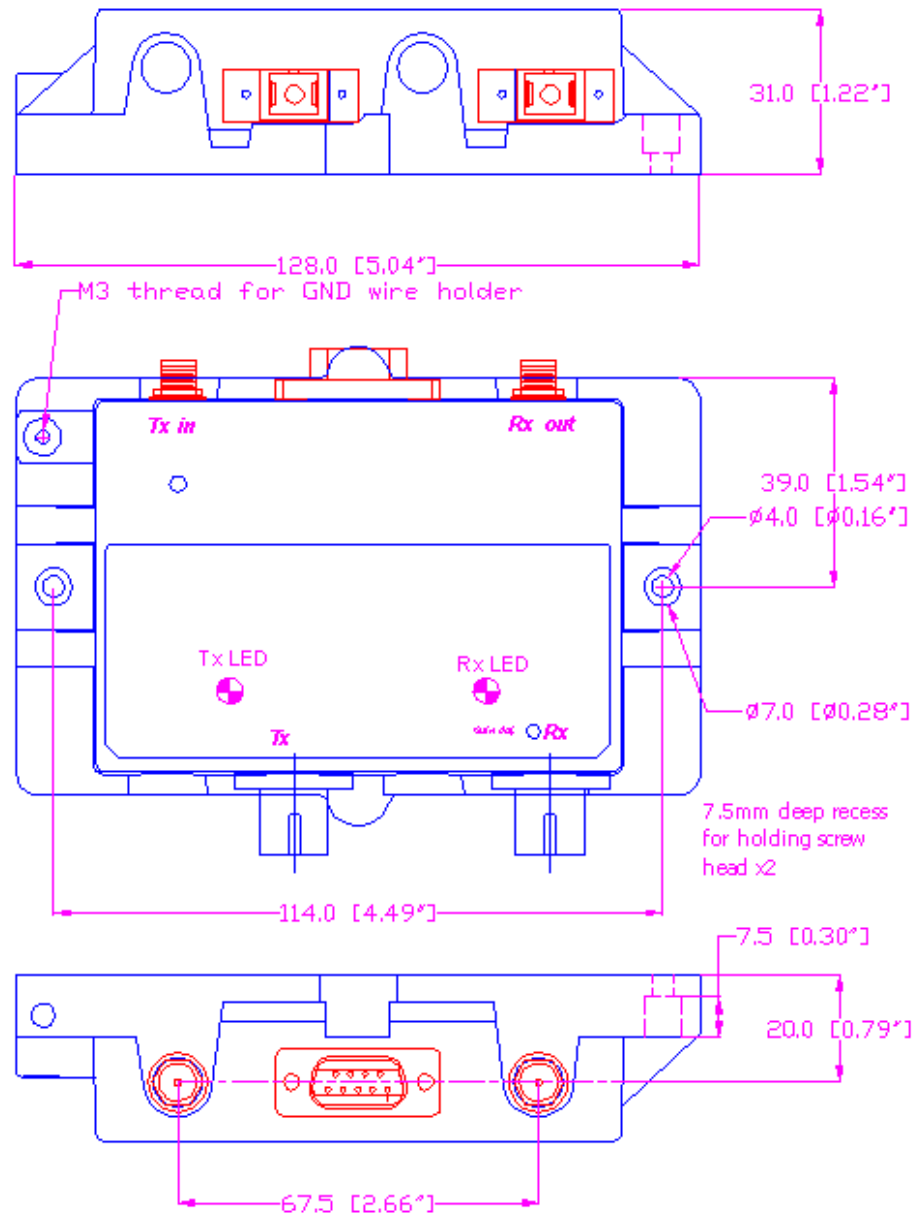 31.0 [1.22"]
128.0 [5.04"]
M3 thread for GND wire holder
Tx in
Rx out
39.0 [1.54"]
ø4.0 [ø0.16"]
Tx LED
Rx LED
ø7.0 [ø0.28"]
Tx
Rx
7.5mm deep recess
for holding screw
head x2
114.0 [4.49"]
7.5 [0.30"]
20.0 [0.79"]
67.5 [2.66"]